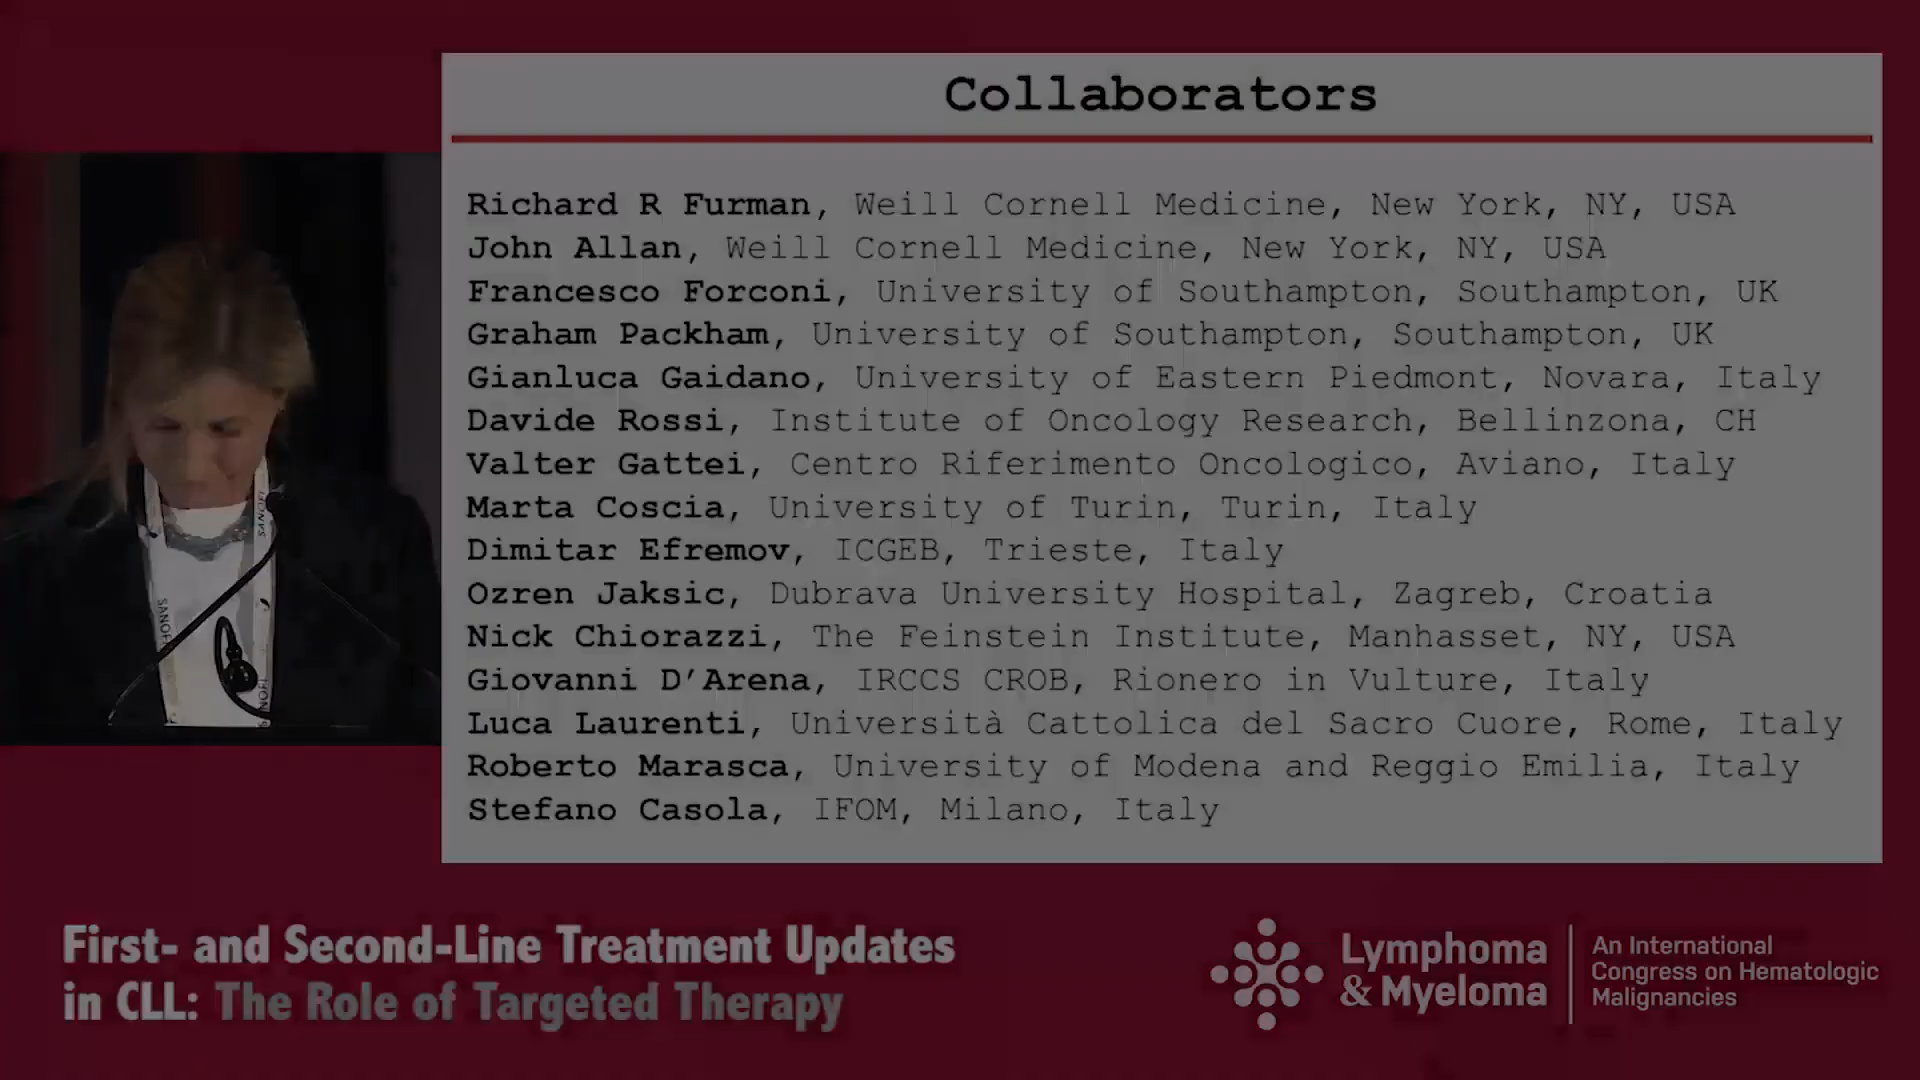 Collaborators
Richard R Furman, Weill Cornell Medicine, New York, NY, USA
John Allan, Weill Cornell Medicine, New York, NY, USA
Francesco Forconi, University of Southampton, Southampton, UK
Graham Packham, University of Southampton, Southampton, UK
Gianluca Gaidano, University of Eastern Piedmont, Novara, Italy
Davide Rossi, Institute of Oncology Research, Bellinzona, CH
Valter Gattei, Centro Riferimento Oncologico, Aviano, Italy
Marta Coscia, University of Turin, Turin, Italy
Dimitar Efremov, ICGEB, Trieste, Italy
Ozren Jaksic, Dubrava University Hospital, Zagreb, Croatia
Nick Chiorazzi, The Feinstein Institute, Manhasset, NY, USA
Giovanni D’Arena, IRCCS CROB, Rionero in Vulture, Italy
Luca Laurenti, Università Cattolica del Sacro Cuore, Rome, Italy
Roberto Marasca, University of Modena and Reggio Emilia, Italy
Stefano Casola, IFOM, Milano, Italy
SANOFI
SANOFI
SANOFI
First- and Second-Line Treatment Updates
in CLL: The Role of Targeted Therapy
Lymphoma
& Myeloma
An International
Congress on Hematologic
Malignancies